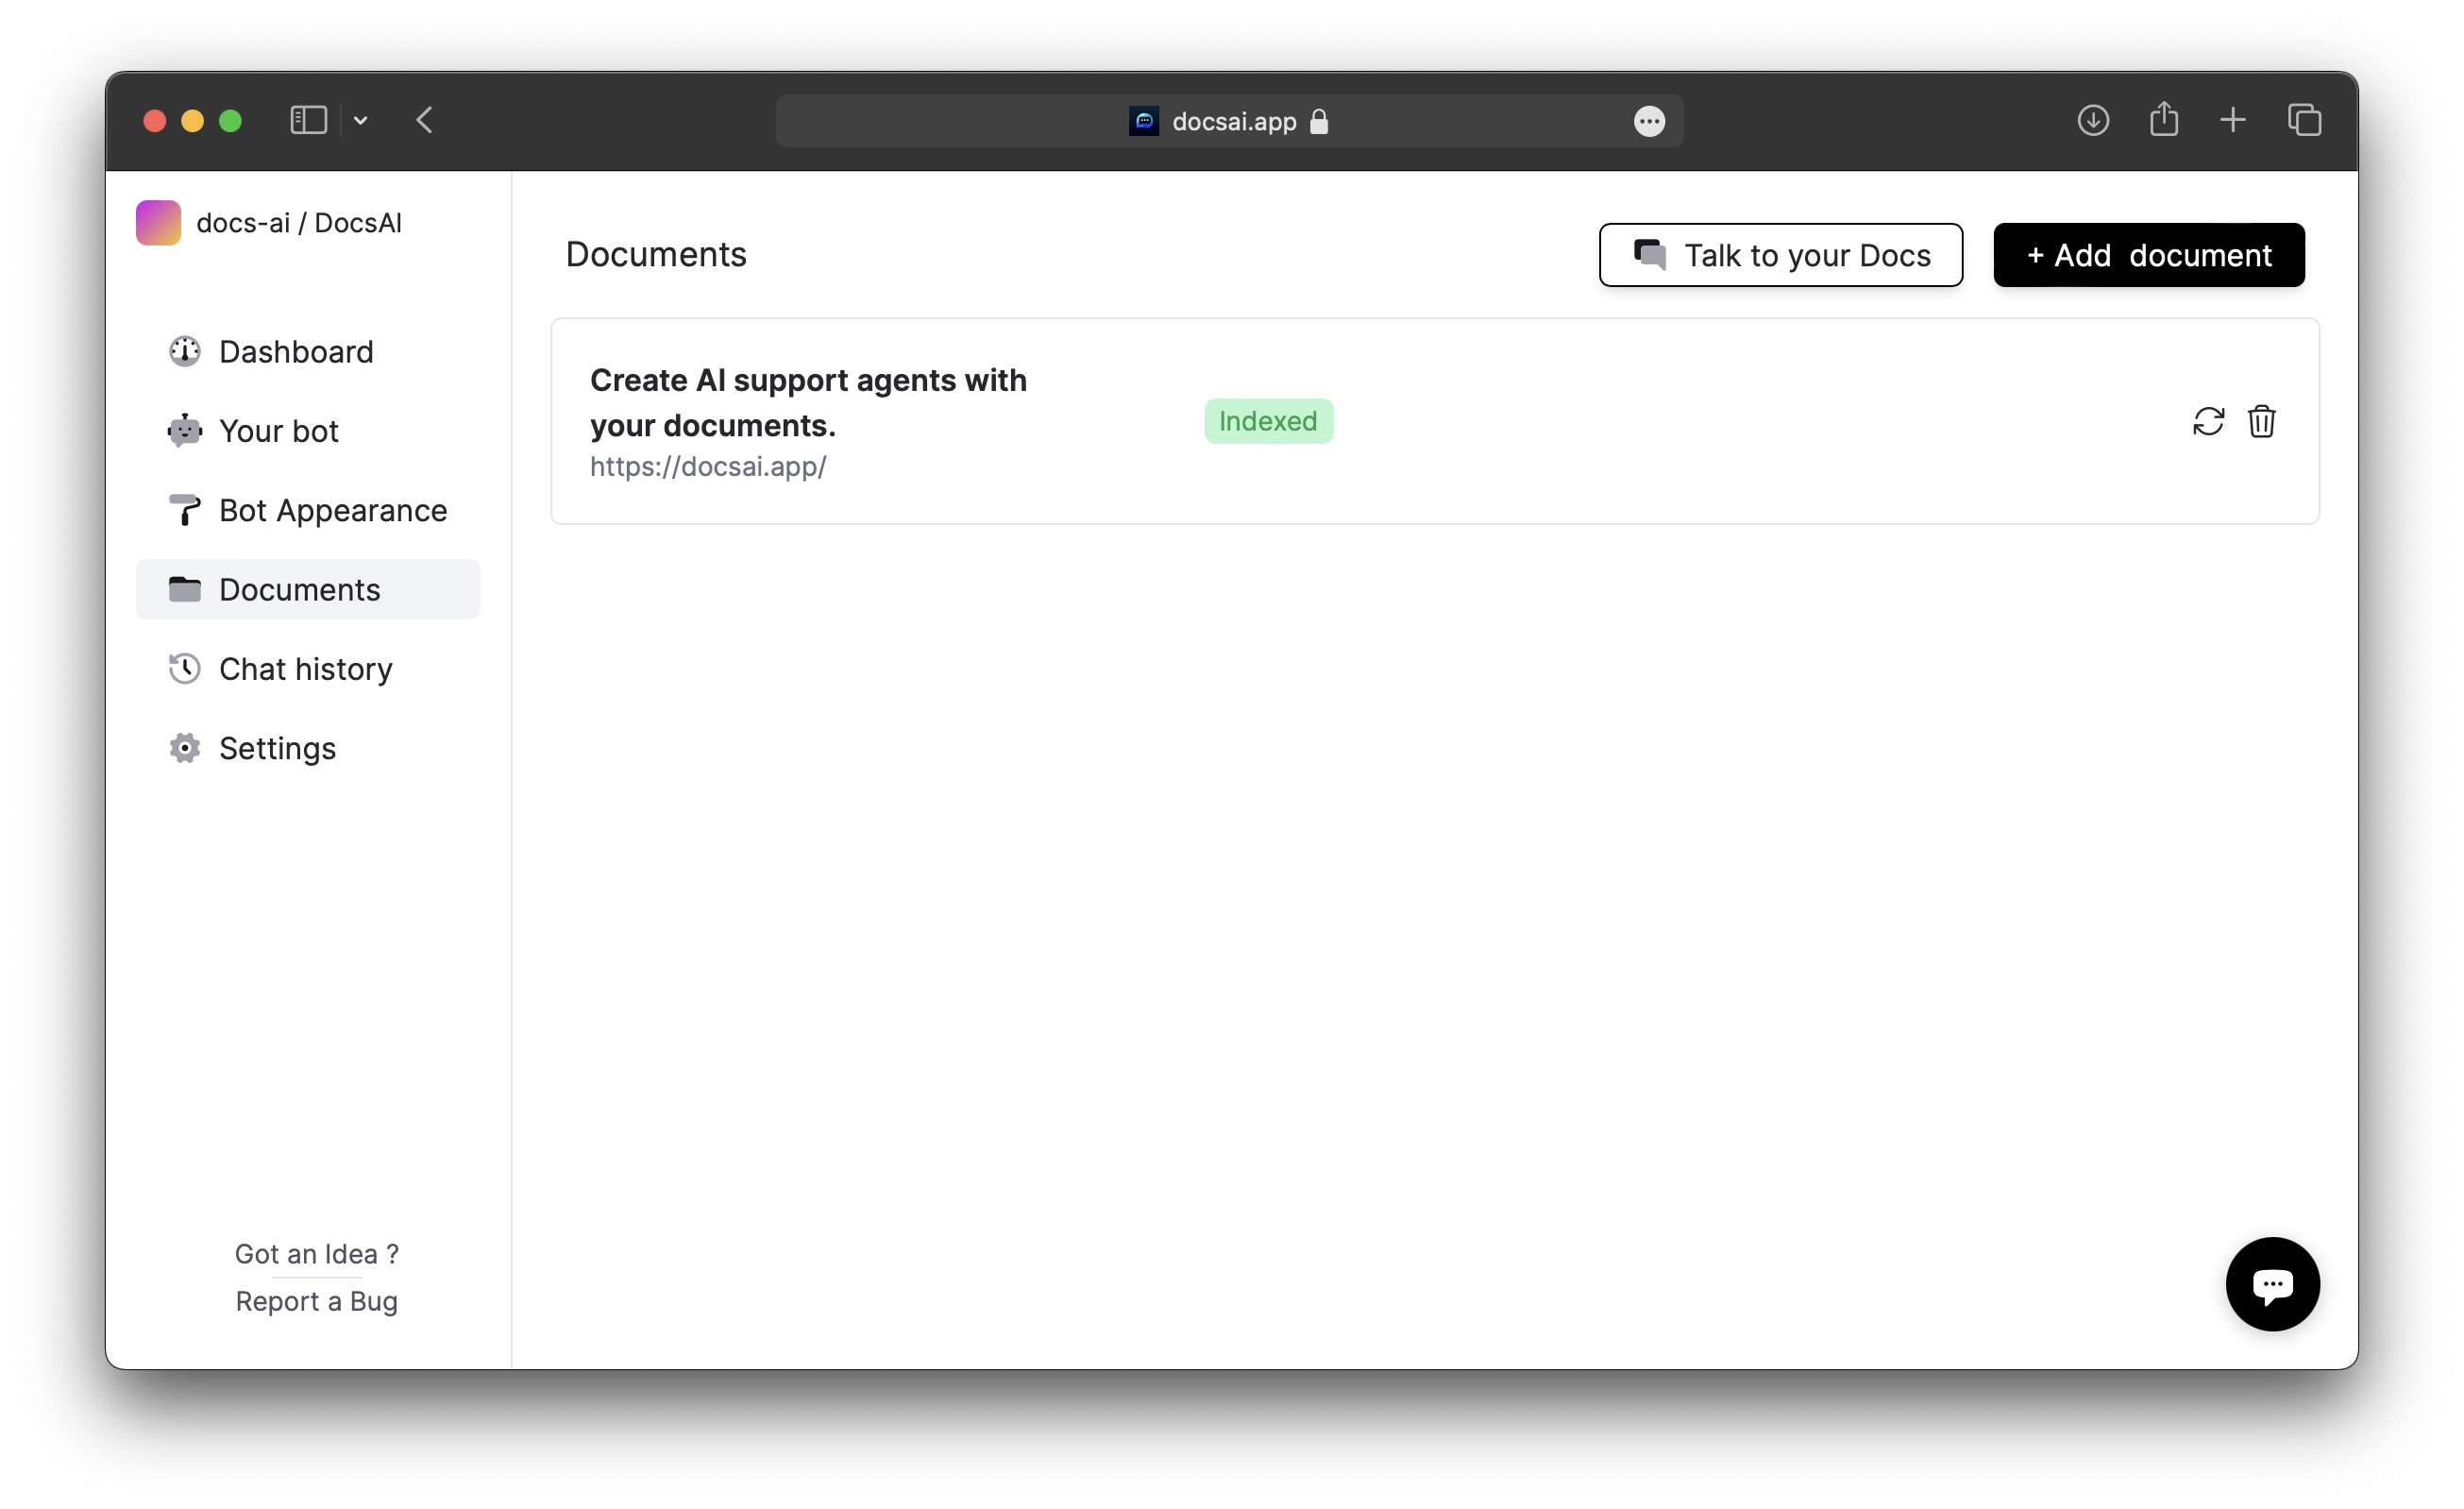 docsai.app
docs-ai / DocsAI
Dashboard
Your bot
Bot Appearance
Documents
Chat history
Settings
Got an Idea ?
Report a Bug
Documents
Talk to your Docs
+ Add  document
Create AI support agents with
your documents.
https://docsai.app/
Indexed